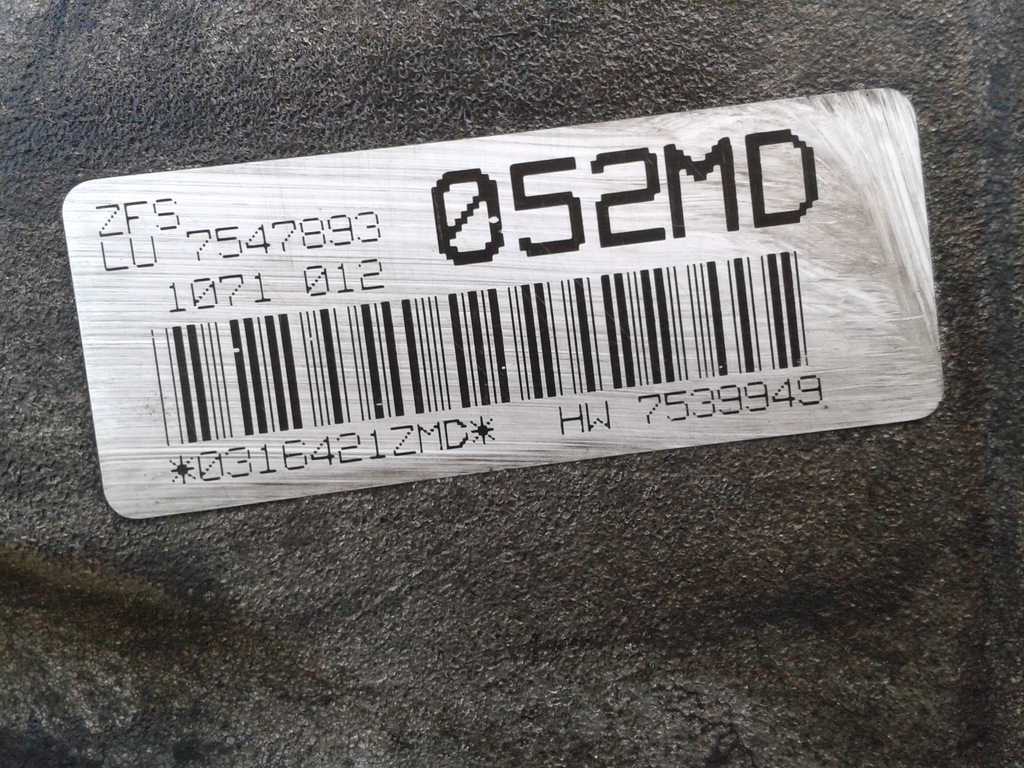 ZFS
LU 7547893
1071 012
052MD
*0316421ZMD* HW 7539949